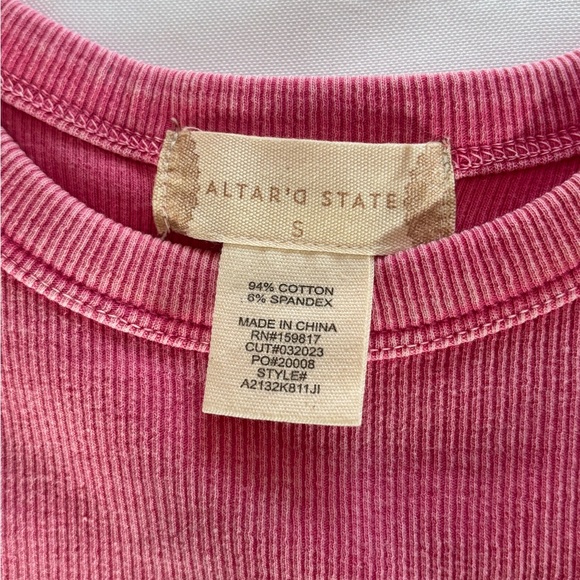 ALTAR'D STATE
S
94% COTTON
6% SPANDEX
MADE IN CHINA
RN#159817
CUT#032023
PO#20008
STYLE#
A2132K811JI